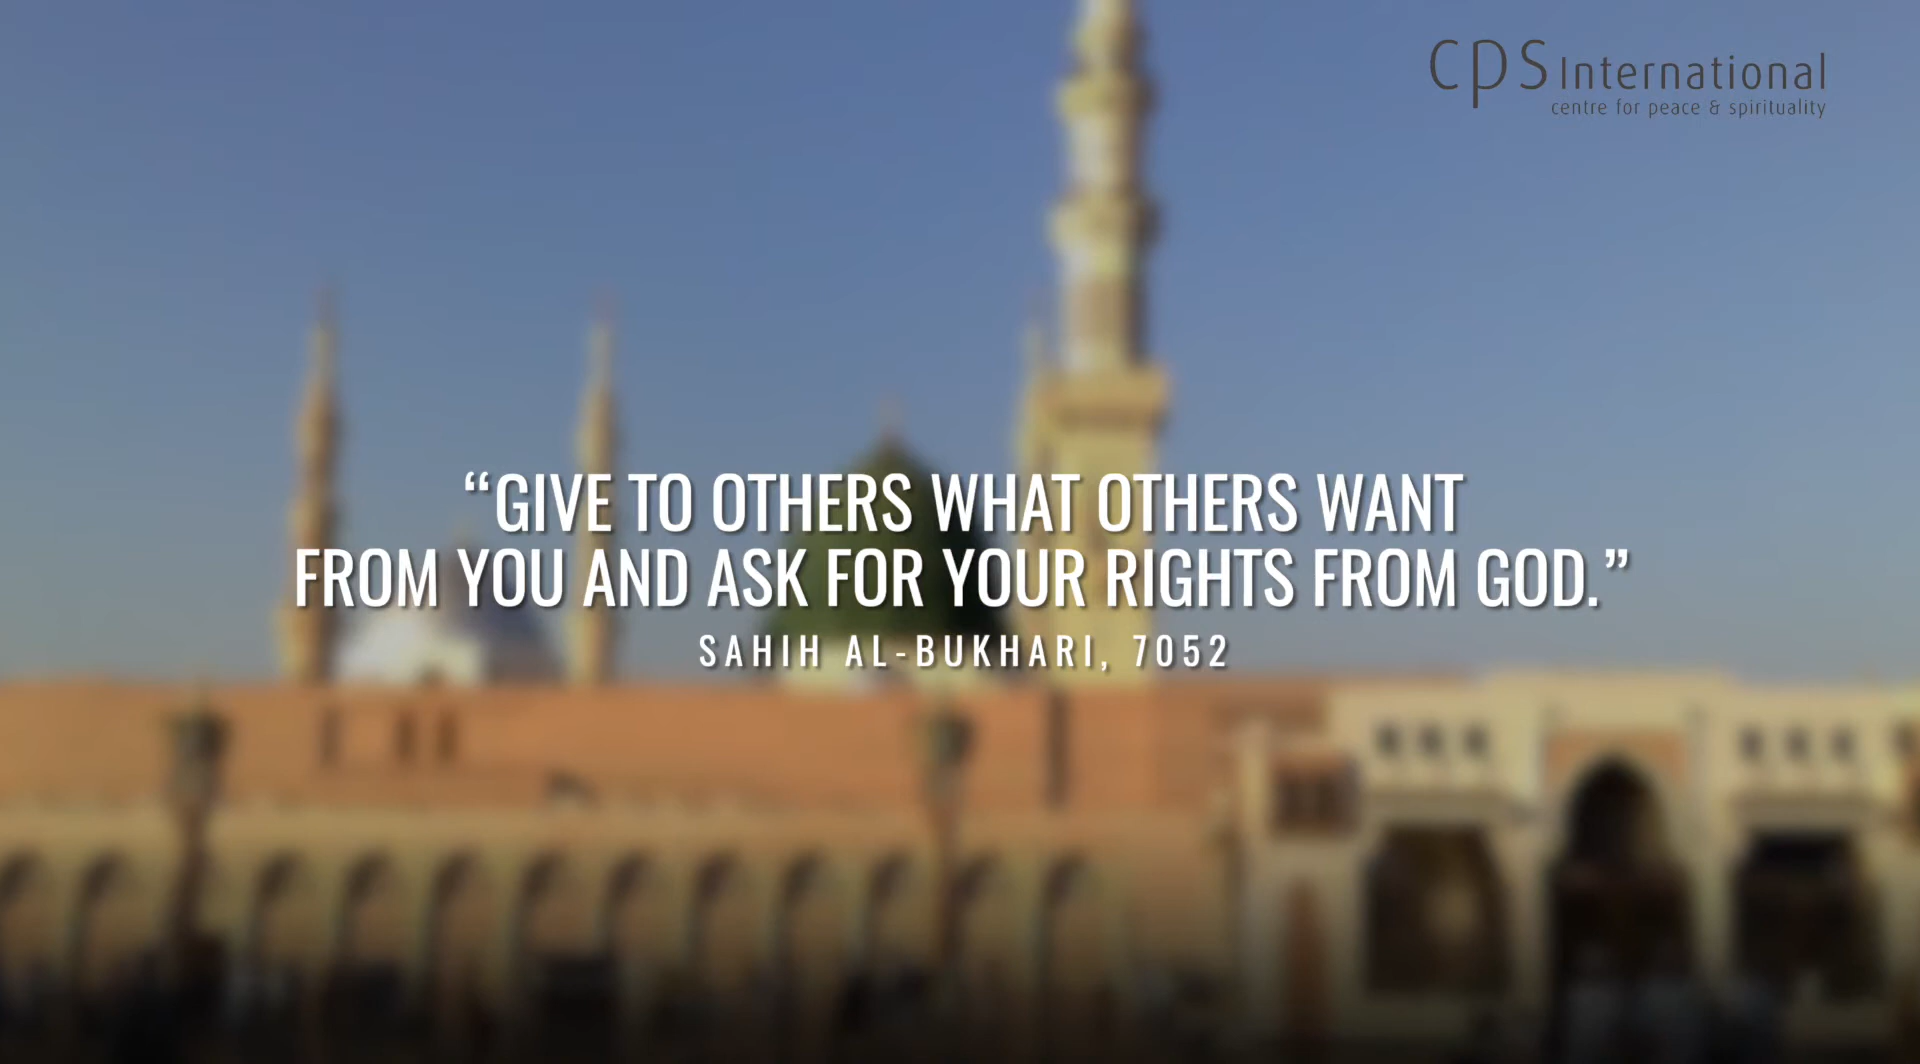 cps International
centre for peace & spirituality
“GIVE TO OTHERS WHAT OTHERS WANT
FROM YOU AND ASK FOR YOUR RIGHTS FROM GOD.”
SAHIH AL-BUKHARI, 7052